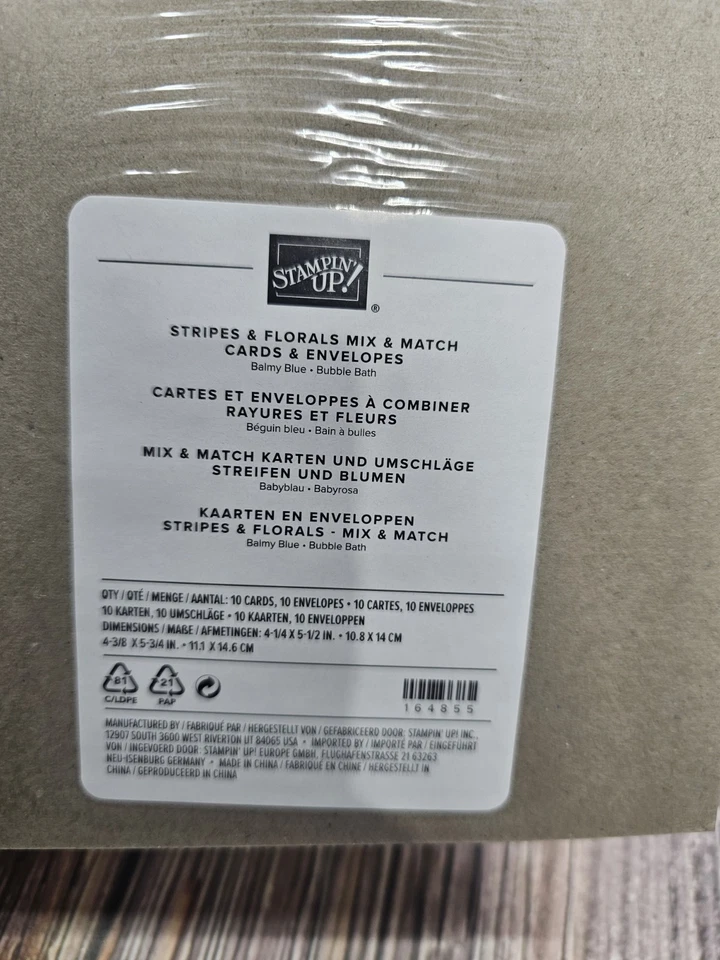 STAMPIN' UP!®
STRIPES & FLORALS MIX & MATCH
CARDS & ENVELOPES
Balmy Blue • Bubble Bath
CARTES ET ENVELOPPES À COMBINER
RAYURES ET FLEURS
Béguin bleu • Bain à bulles
MIX & MATCH KARTEN UND UMSCHLÄGE
STREIFEN UND BLUMEN
Babyblau • Babyrosa
KAARTEN EN ENVELOPPEN
STRIPES & FLORALS - MIX & MATCH
Balmy Blue • Bubble Bath
QTY / QTÉ / MENGE / AANTAL: 10 CARDS, 10 ENVELOPES • 10 CARTES, 10 ENVELOPPES
10 KARTEN, 10 UMSCHLÄGE • 10 KAARTEN, 10 ENVELOPPEN
DIMENSIONS / MAßE / AFMETINGEN: 4-1/4 X 5-1/2 IN. • 10.8 X 14 CM
4-3/8 X 5-3/4 IN. • 11.1 X 14.6 CM
81 21
C/LDPE PAP
164855
MANUFACTURED BY / FABRIQUÉ PAR / HERGESTELLT VON / GEFABRICEERD DOOR: STAMPIN' UP! INC.,
12907 SOUTH 3600 WEST RIVERTON UT 84065 USA • IMPORTED BY / IMPORTÉ PAR / EINGEFÜHRT
VON / INGEVOERD DOOR: STAMPIN' UP! EUROPE GMBH, FLUGHAFENSTRASSE 21 63263
NEU-ISENBURG GERMANY • MADE IN CHINA / FABRIQUÉ EN CHINE / HERGESTELLT IN
CHINA / GEPRODUCEERD IN CHINA